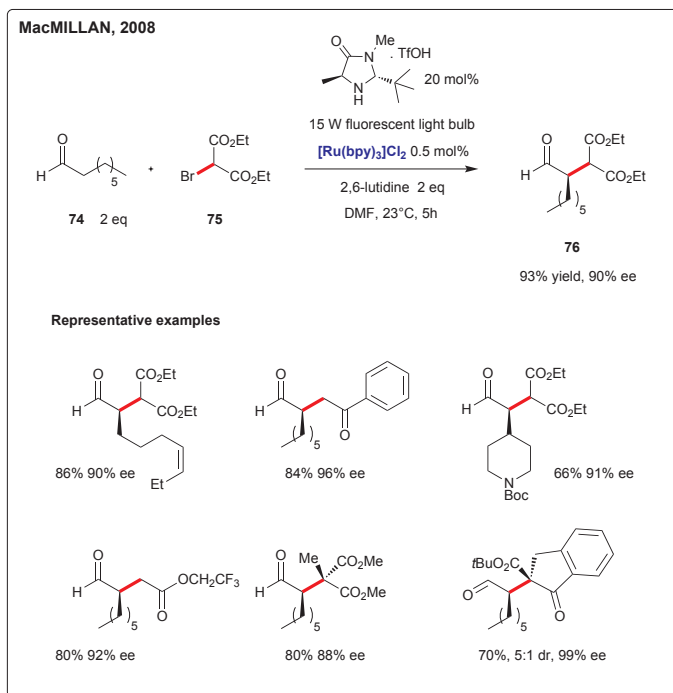 MacMILLAN, 2008
O
Me
N
. TfOH
N
H
20 mol%
15 W fluorescent light bulb
[Ru(bpy)3]Cl2 0.5 mol%
2,6-lutidine 2 eq
DMF, 23°C, 5h
O
H
( )5
74 2 eq
+
CO2Et
Br
CO2Et
75
O
CO2Et
H
CO2Et
( )5
76
93% yield, 90% ee
Representative examples
O
CO2Et
H
CO2Et
Et
86% 90% ee
O
H
O
( )5
84% 96% ee
O
CO2Et
H
CO2Et
N
Boc
66% 91% ee
O
H
OCH2CF3
O
( )5
80% 92% ee
O
Me
CO2Me
H
CO2Me
( )5
80% 88% ee
tBuO2C
O
H
O
( )5
70%, 5:1 dr, 99% ee